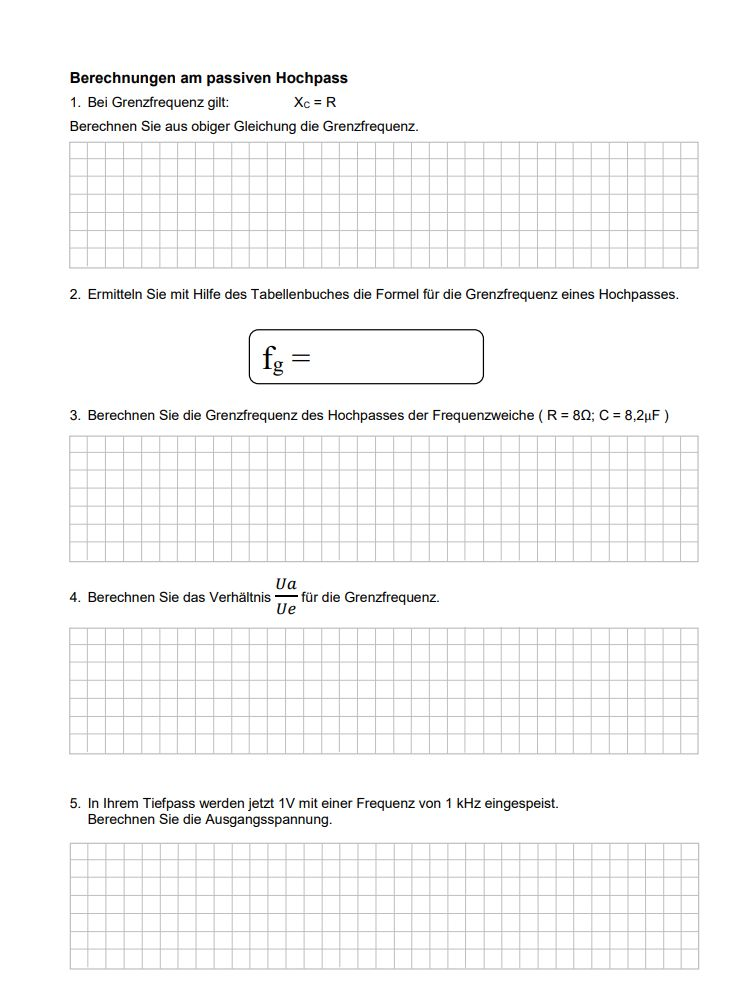 Berechnungen am passiven Hochpass
1. Bei Grenzfrequenz gilt: X_C = R
Berechnen Sie aus obiger Gleichung die Grenzfrequenz.
2. Ermitteln Sie mit Hilfe des Tabellenbuches die Formel für die Grenzfrequenz eines Hochpasses.
f_g =
3. Berechnen Sie die Grenzfrequenz des Hochpasses der Frequenzweiche ( R = 8Ω; C = 8,2µF )
4. Berechnen Sie das Verhältnis Ua/Ue für die Grenzfrequenz.
5. In Ihrem Tiefpass werden jetzt 1V mit einer Frequenz von 1 kHz eingespeist.
Berechnen Sie die Ausgangsspannung.